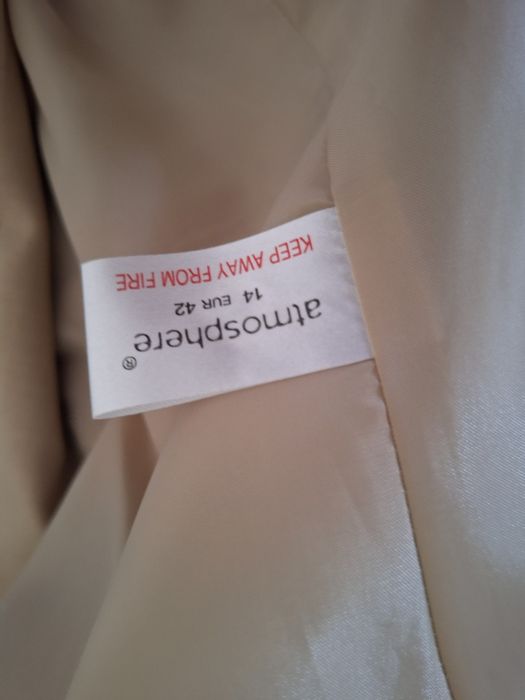 atmosphere®
14 EUR 42
KEEP AWAY FROM FIRE